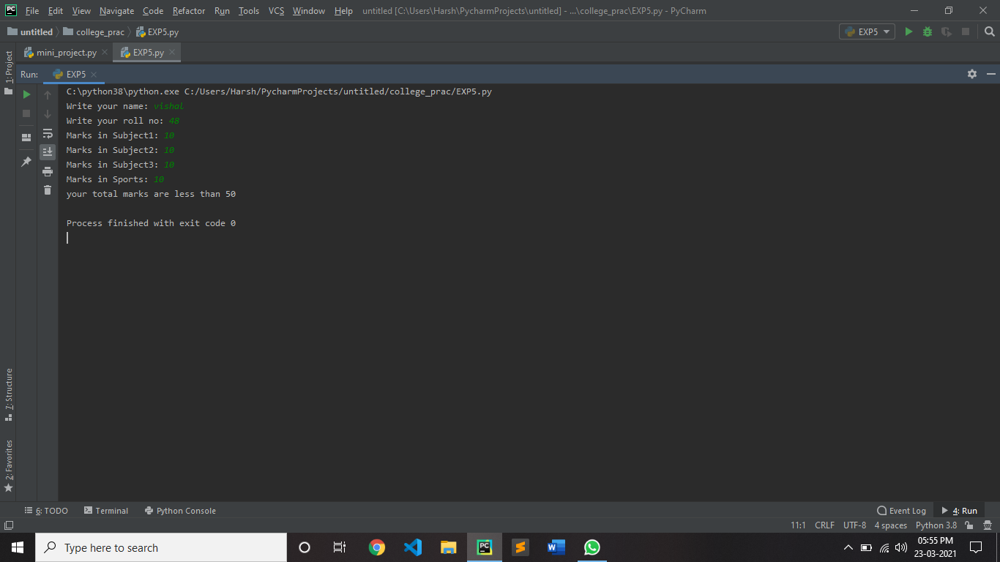 PC File Edit View Navigate Code Refactor Run Tools VCS Window Help untitled [C:\Users\Harsh\PycharmProjects\untitled] - ...\college_prac\EXP5.py - PyCharm
untitled college_prac EXP5.py EXP5
mini_project.py EXP5.py
1: Project
Run: EXP5
C:\python38\python.exe C:/Users/Harsh/PycharmProjects/untitled/college_prac/EXP5.py
Write your name: vishal
Write your roll no: 48
Marks in Subject1: 10
Marks in Subject2: 10
Marks in Subject3: 10
Marks in Sports: 10
your total marks are less than 50
Process finished with exit code 0
7: Structure
2: Favorites
6: TODO Terminal Python Console Event Log 4: Run
11:1 CRLF UTF-8 4 spaces Python 3.8
Type here to search PC W 05:55 PM
23-03-2021